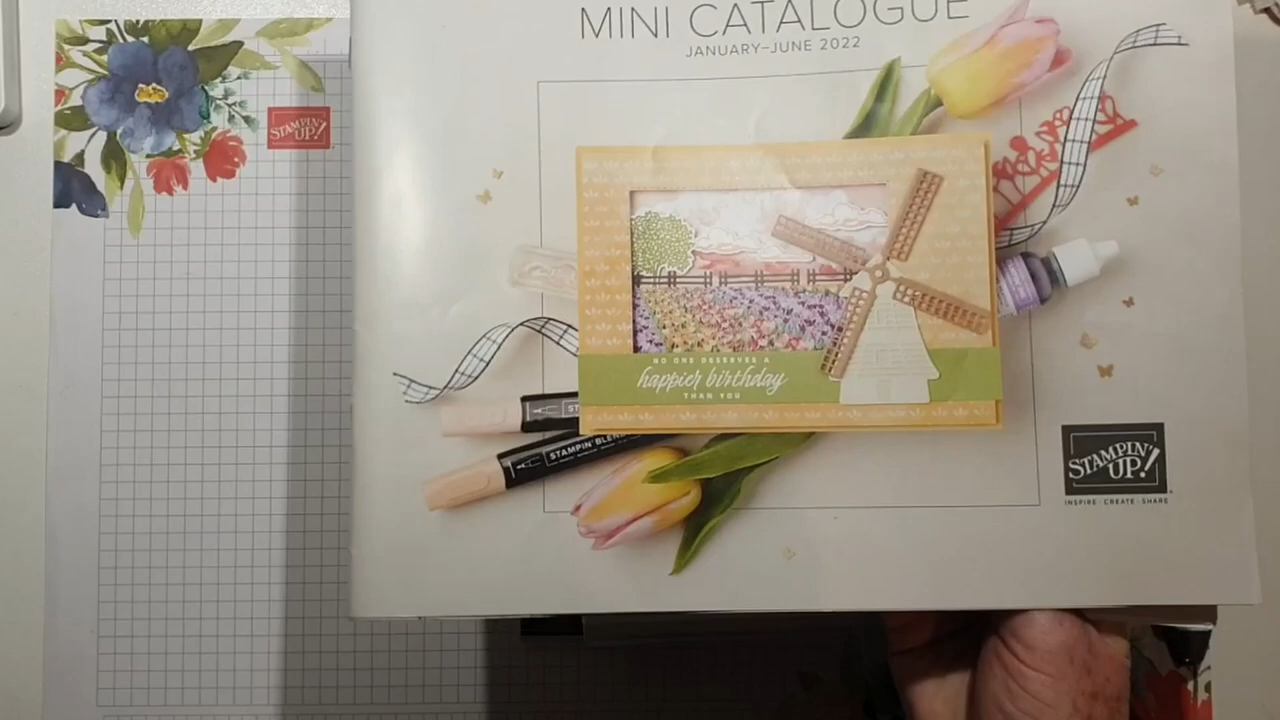 MINI CATALOGUE
JANUARY–JUNE 2022
STAMPIN' UP!
NO ONE DESERVES A
happier birthday
THAN YOU
STAMPIN' BLEN
STAMPIN' UP!
INSPIRE · CREATE · SHARE